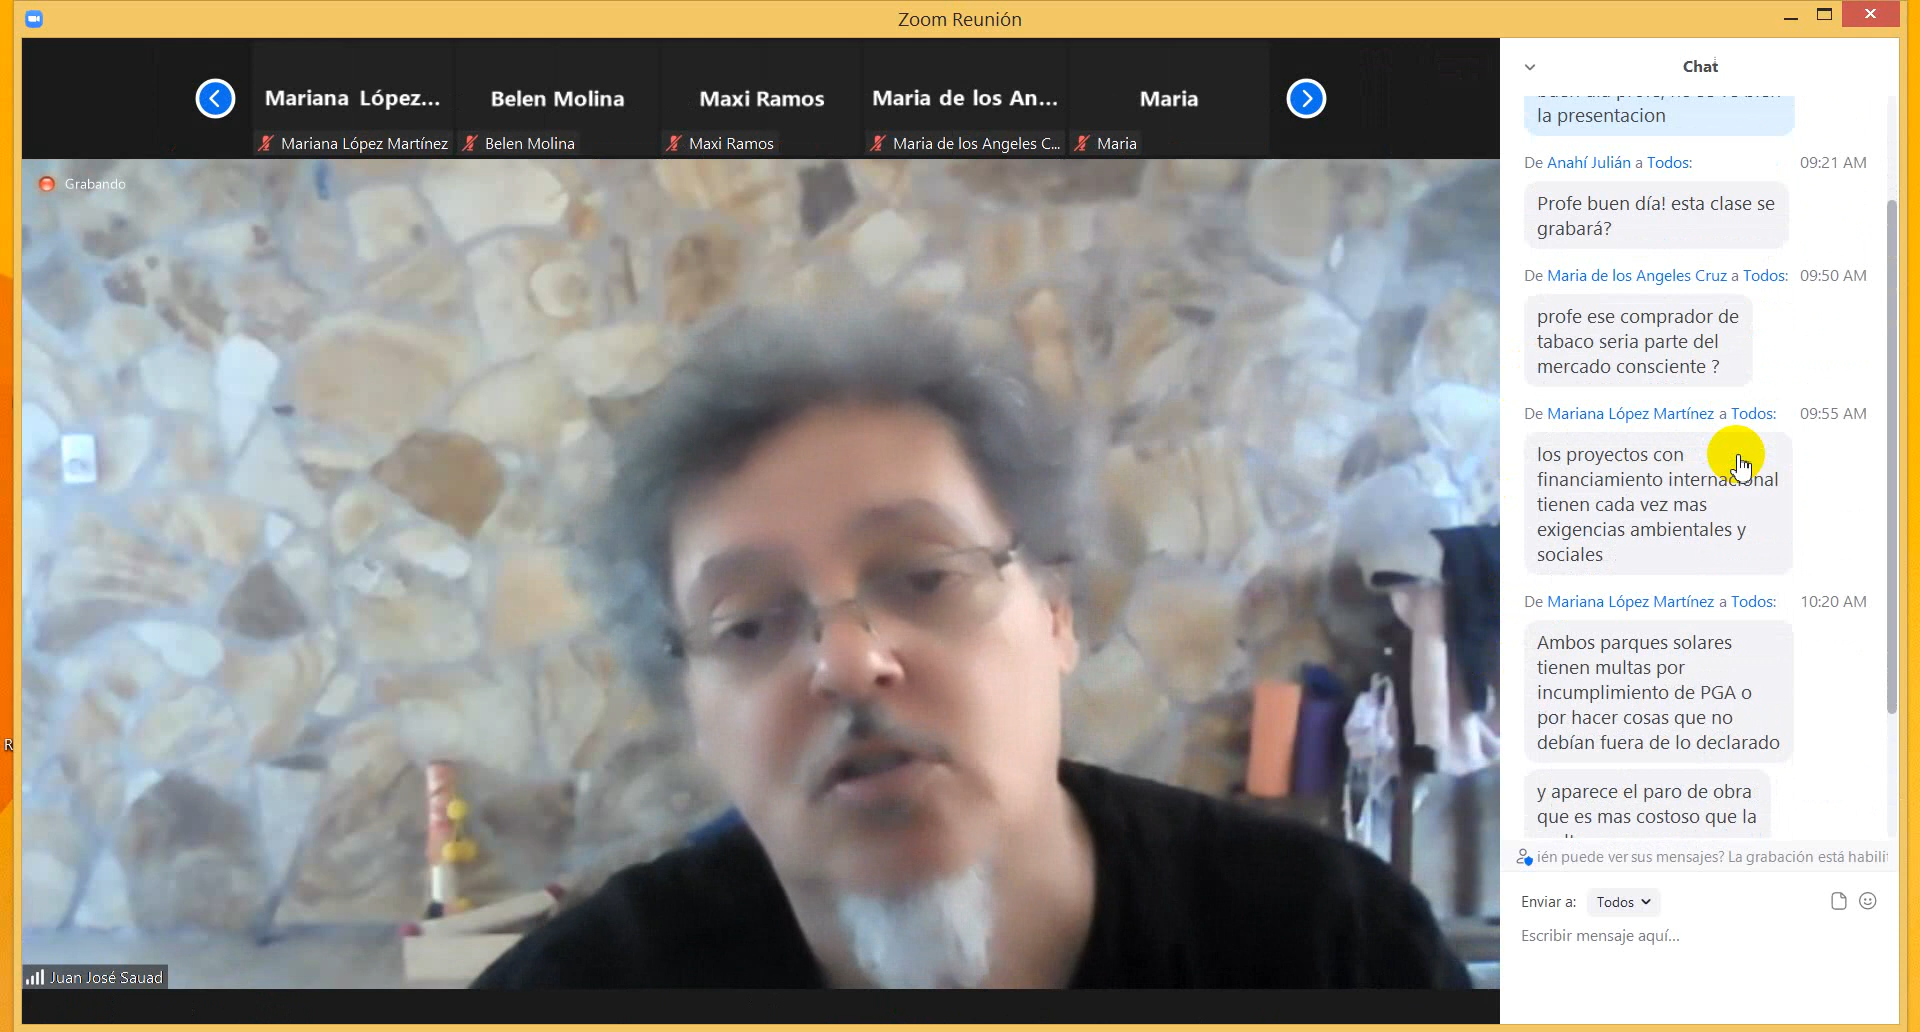 Zoom Reunión
Mariana López...
Belen Molina
Maxi Ramos
Maria de los An...
Maria
Mariana López Martínez
Belen Molina
Maxi Ramos
Maria de los Angeles C...
Maria
Grabando
Juan José Sauad
R
Chat
la presentacion
De Anahí Julián a Todos: 09:21 AM
Profe buen día! esta clase se
grabará?
De Maria de los Angeles Cruz a Todos: 09:50 AM
profe ese comprador de
tabaco seria parte del
mercado consciente ?
De Mariana López Martínez a Todos: 09:55 AM
los proyectos con
financiamiento internacional
tienen cada vez mas
exigencias ambientales y
sociales
De Mariana López Martínez a Todos: 10:20 AM
Ambos parques solares
tienen multas por
incumplimiento de PGA o
por hacer cosas que no
debían fuera de lo declarado
y aparece el paro de obra
que es mas costoso que la
ién puede ver sus mensajes? La grabación está habili
Enviar a: Todos
Escribir mensaje aquí...